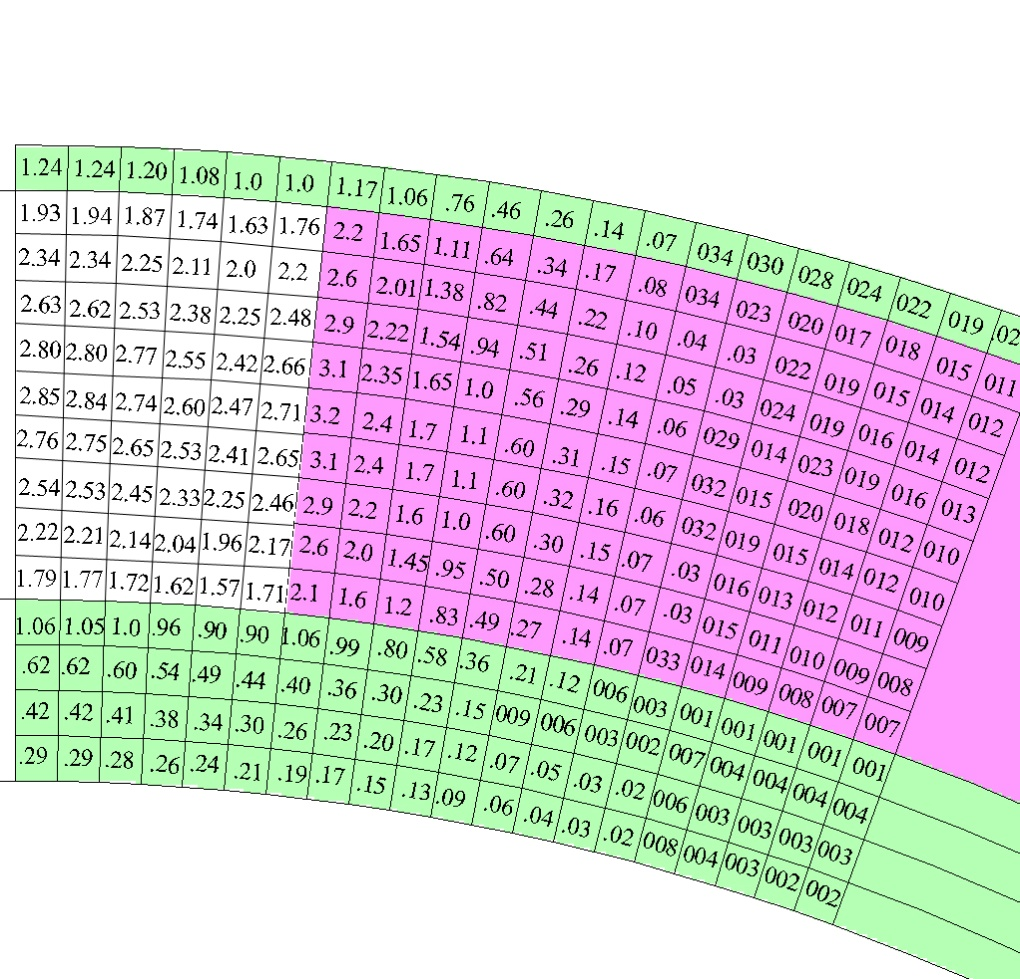 1.24 1.24 1.20 1.08 1.0 1.0 1.17 1.06 .76 .46 .26 .14 .07 034 030 028 024 022 019
1.93 1.94 1.87 1.74 1.63 1.76 2.2 1.65 1.11 .64 .34 .17 .08 034 023 020 017 018 015 011
2.34 2.34 2.25 2.11 2.0 2.2 2.6 2.01 1.38 .82 .44 .22 .10 .04 .03 022 019 015 014 012
2.63 2.62 2.53 2.38 2.25 2.48 2.9 2.22 1.54 .94 .51 .26 .12 .05 .03 024 019 016 014 012
2.80 2.80 2.77 2.55 2.42 2.66 3.1 2.35 1.65 1.0 .56 .29 .14 .06 029 014 023 019 016 013
2.85 2.84 2.74 2.60 2.47 2.71 3.2 2.4 1.7 1.1 .60 .31 .15 .07 032 015 020 018 012 010
2.76 2.75 2.65 2.53 2.41 2.65 3.1 2.4 1.7 1.1 .60 .32 .16 .06 032 019 015 014 012 010
2.54 2.53 2.45 2.33 2.25 2.46 2.9 2.2 1.6 1.0 .60 .30 .15 .07 .03 016 013 012 011 009
2.22 2.21 2.14 2.04 1.96 2.17 2.6 2.0 1.45 .95 .50 .28 .14 .07 .03 015 011 010 009 008
1.79 1.77 1.72 1.62 1.57 1.71 2.1 1.6 1.2 .83 .49 .27 .14 .07 033 014 009 008 007 007
1.06 1.05 1.0 .96 .90 .90 1.06 .99 .80 .58 .36 .21 .12 006 003 001 001 001 001 001
.62 .62 .60 .54 .49 .44 .40 .36 .30 .23 .15 009 006 003 002 007 004 004 004 004
.42 .42 .41 .38 .34 .30 .26 .23 .20 .17 .12 .07 .05 .03 .02 006 003 003 003 003
.29 .29 .28 .26 .24 .21 .19 .17 .15 .13 .09 .06 .04 .03 .02 008 004 003 002 002